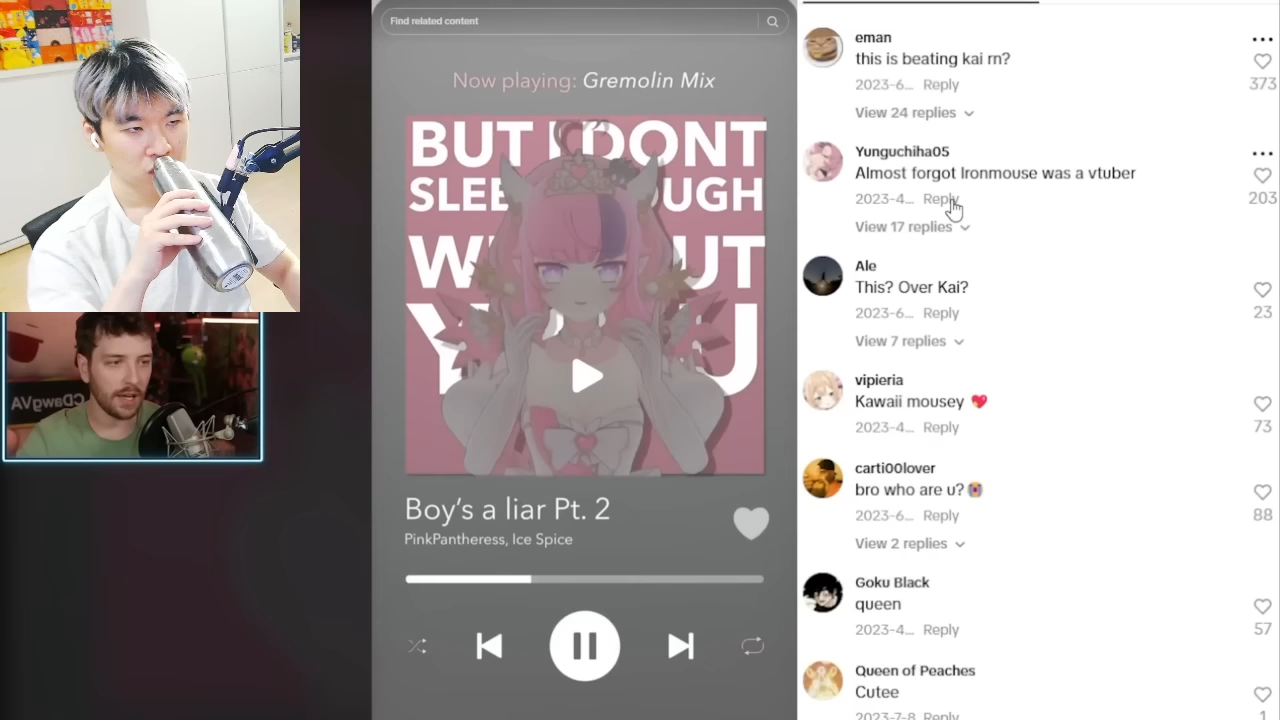 Find related content
Now playing: Gremolin Mix
BUT I DONT
W
Boy's a liar Pt. 2
PinkPantheress, Ice Spice
CDawgVA
eman
this is beating kai rn?
2023-6... Reply
373
View 24 replies
Yunguchiha05
Almost forgot Ironmouse was a vtuber
2023-4... Reply
203
View 17 replies
Ale
This? Over Kai?
2023-6... Reply
23
View 7 replies
vipieria
Kawaii mousey 💖
2023-4... Reply
73
carti00lover
bro who are u?😭
2023-6... Reply
88
View 2 replies
Goku Black
queen
2023-4... Reply
57
Queen of Peaches
Cutee
2023-7-8 Reply
1